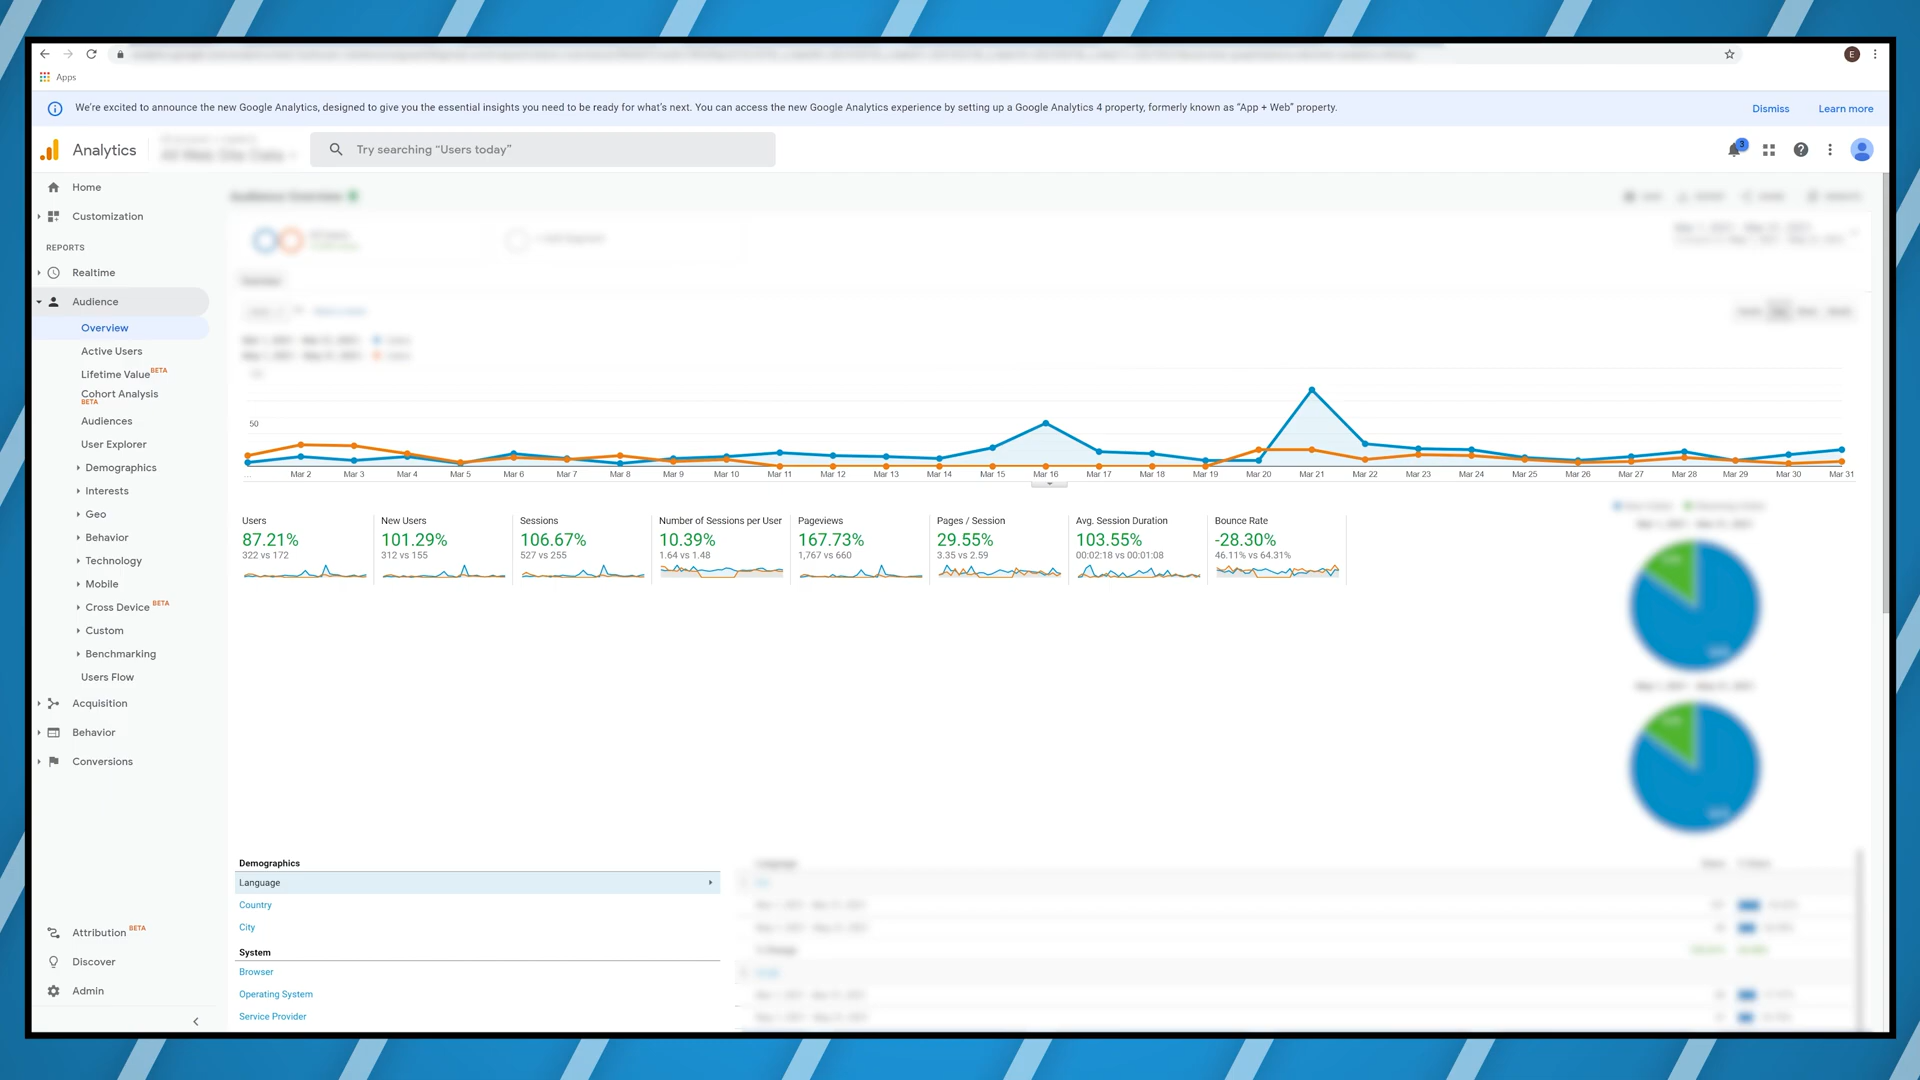 Apps
We're excited to announce the new Google Analytics, designed to give you the essential insights you need to be ready for what's next. You can access the new Google Analytics experience by setting up a Google Analytics 4 property, formerly known as "App + Web" property.
Dismiss
Learn more
Analytics
All Web Site Data
Try searching "Users today"
3
E
Home
Customization
REPORTS
Realtime
Audience
Overview
Active Users
Lifetime Value BETA
Cohort Analysis
BETA
Audiences
User Explorer
Demographics
Interests
Geo
Behavior
Technology
Mobile
Cross Device BETA
Custom
Benchmarking
Users Flow
Acquisition
Behavior
Conversions
Attribution BETA
Discover
Admin
Audience Overview
50
... Mar 2 Mar 3 Mar 4 Mar 5 Mar 6 Mar 7 Mar 8 Mar 9 Mar 10 Mar 11 Mar 12 Mar 13 Mar 14 Mar 15 Mar 16 Mar 17 Mar 18 Mar 19 Mar 20 Mar 21 Mar 22 Mar 23 Mar 24 Mar 25 Mar 26 Mar 27 Mar 28 Mar 29 Mar 30 Mar 31
Users
87.21%
322 vs 172
New Users
101.29%
312 vs 155
Sessions
106.67%
527 vs 255
Number of Sessions per User
10.39%
1.64 vs 1.48
Pageviews
167.73%
1,767 vs 660
Pages / Session
29.55%
3.35 vs 2.59
Avg. Session Duration
103.55%
00:02:18 vs 00:01:08
Bounce Rate
-28.30%
46.11% vs 64.31%
Demographics
Language
Country
City
System
Browser
Operating System
Service Provider